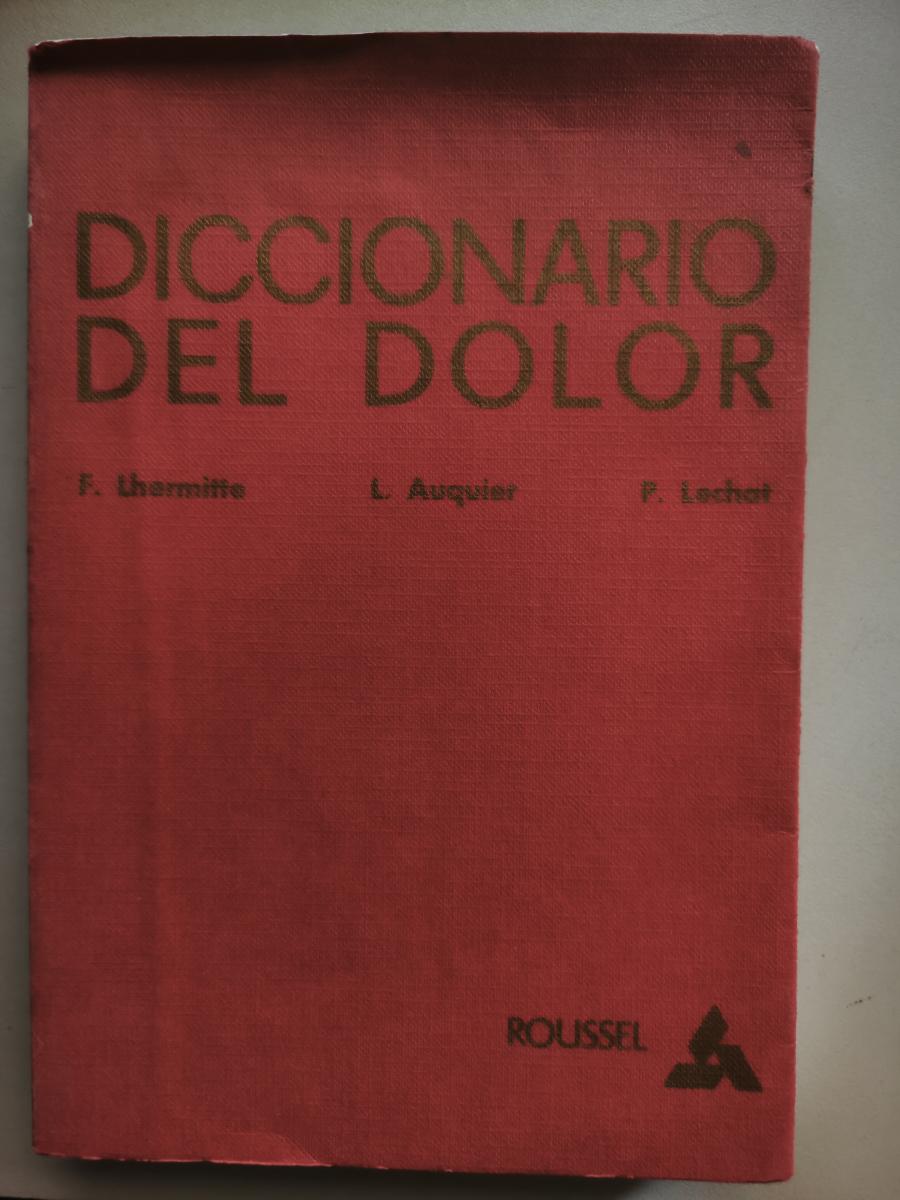 DICCIONARIO
DEL DOLOR
F. Lhermitte L. Auquier P. Lechat
ROUSSEL